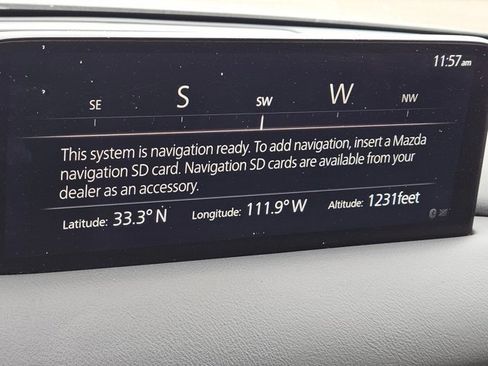 11:57am
SE S SW W NW
This system is navigation ready. To add navigation, insert a Mazda
navigation SD card. Navigation SD cards are available from your
dealer as an accessory.
Latitude: 33.3° N Longitude: 111.9° W Altitude: 1231feet